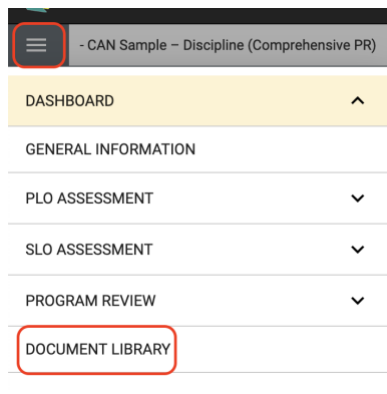 - CAN Sample – Discipline (Comprehensive PR)
DASHBOARD
GENERAL INFORMATION
PLO ASSESSMENT
SLO ASSESSMENT
PROGRAM REVIEW
DOCUMENT LIBRARY